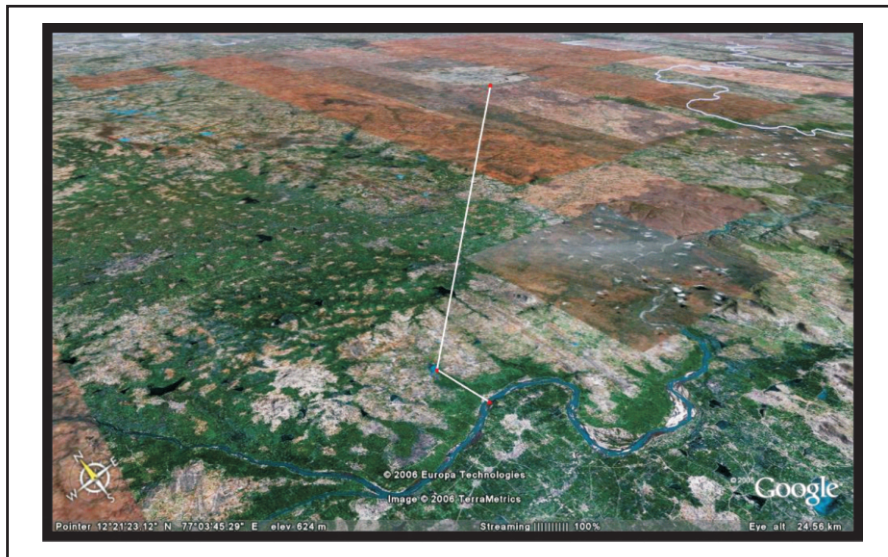 N
E
W
S
© 2006 Europa Technologies
Image © 2006 TerraMetrics
© 2006
Google
Pointer 12°21'23.12" N 77°03'45.29" E elev 624 m Streaming |||||||||| 100% Eye alt 24.56 km